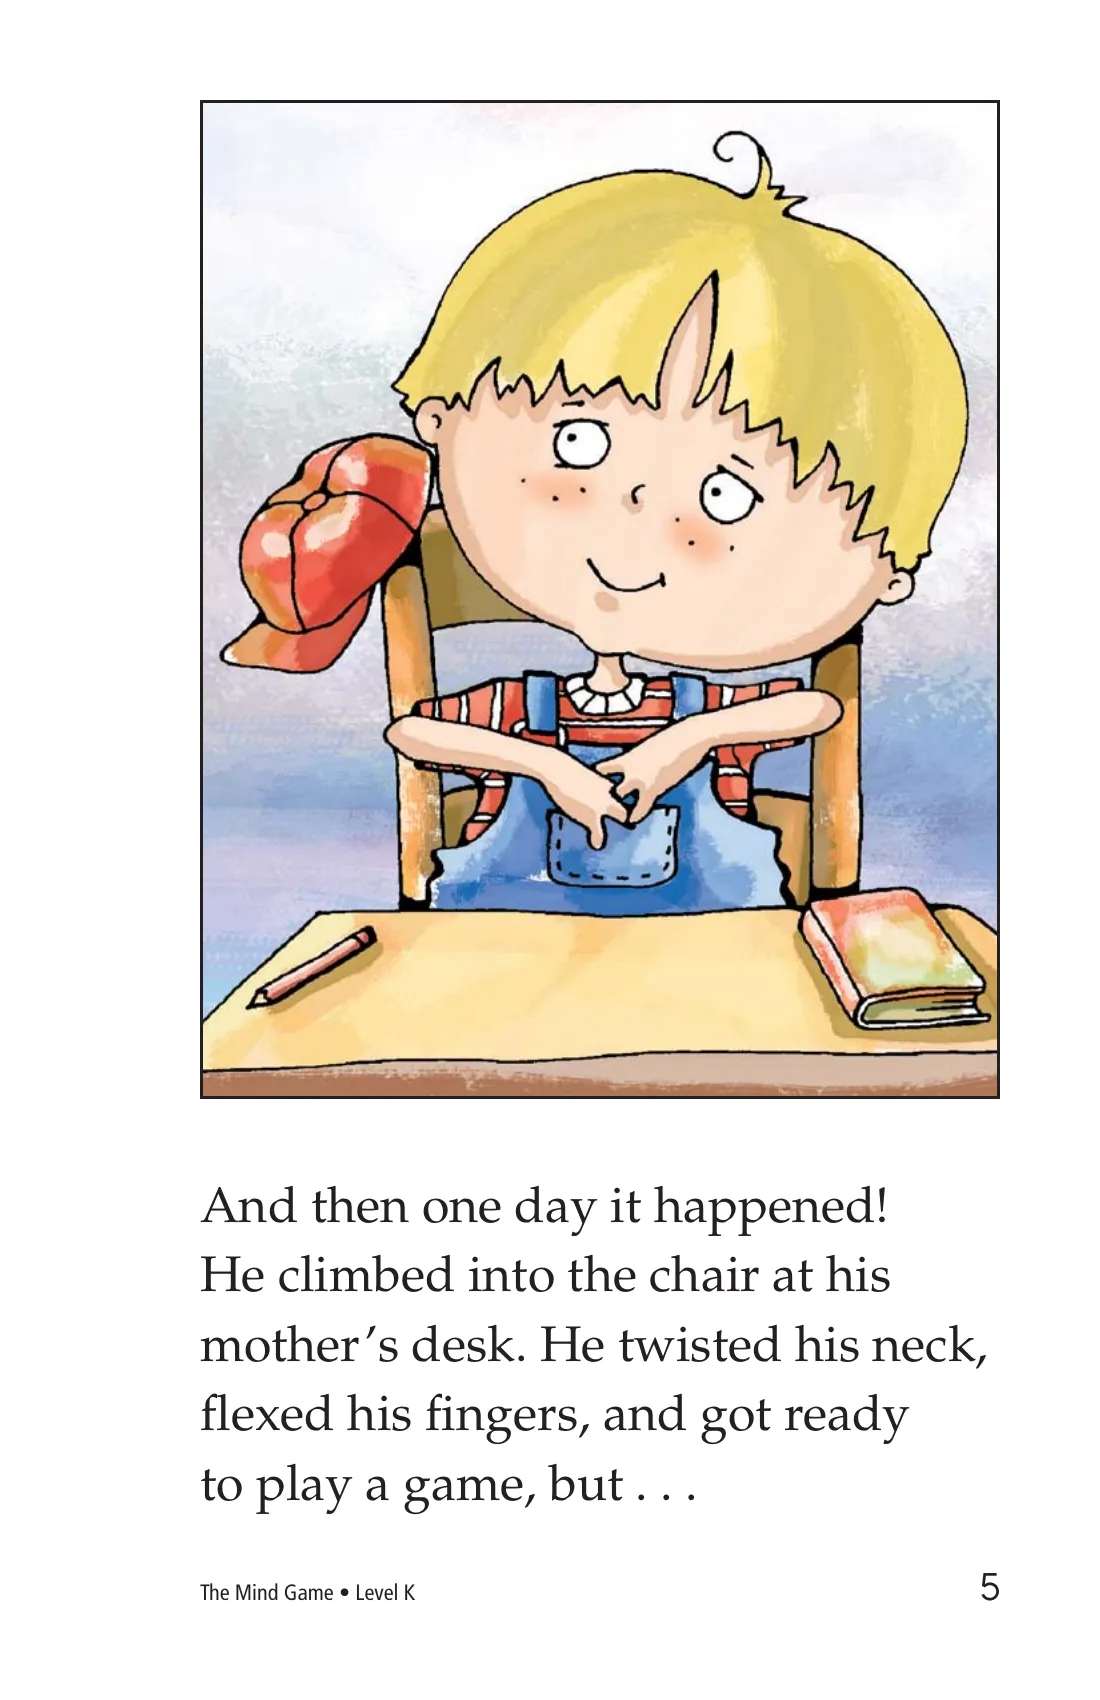 And then one day it happened!
He climbed into the chair at his
mother’s desk. He twisted his neck,
flexed his fingers, and got ready
to play a game, but . . .
The Mind Game • Level K
5